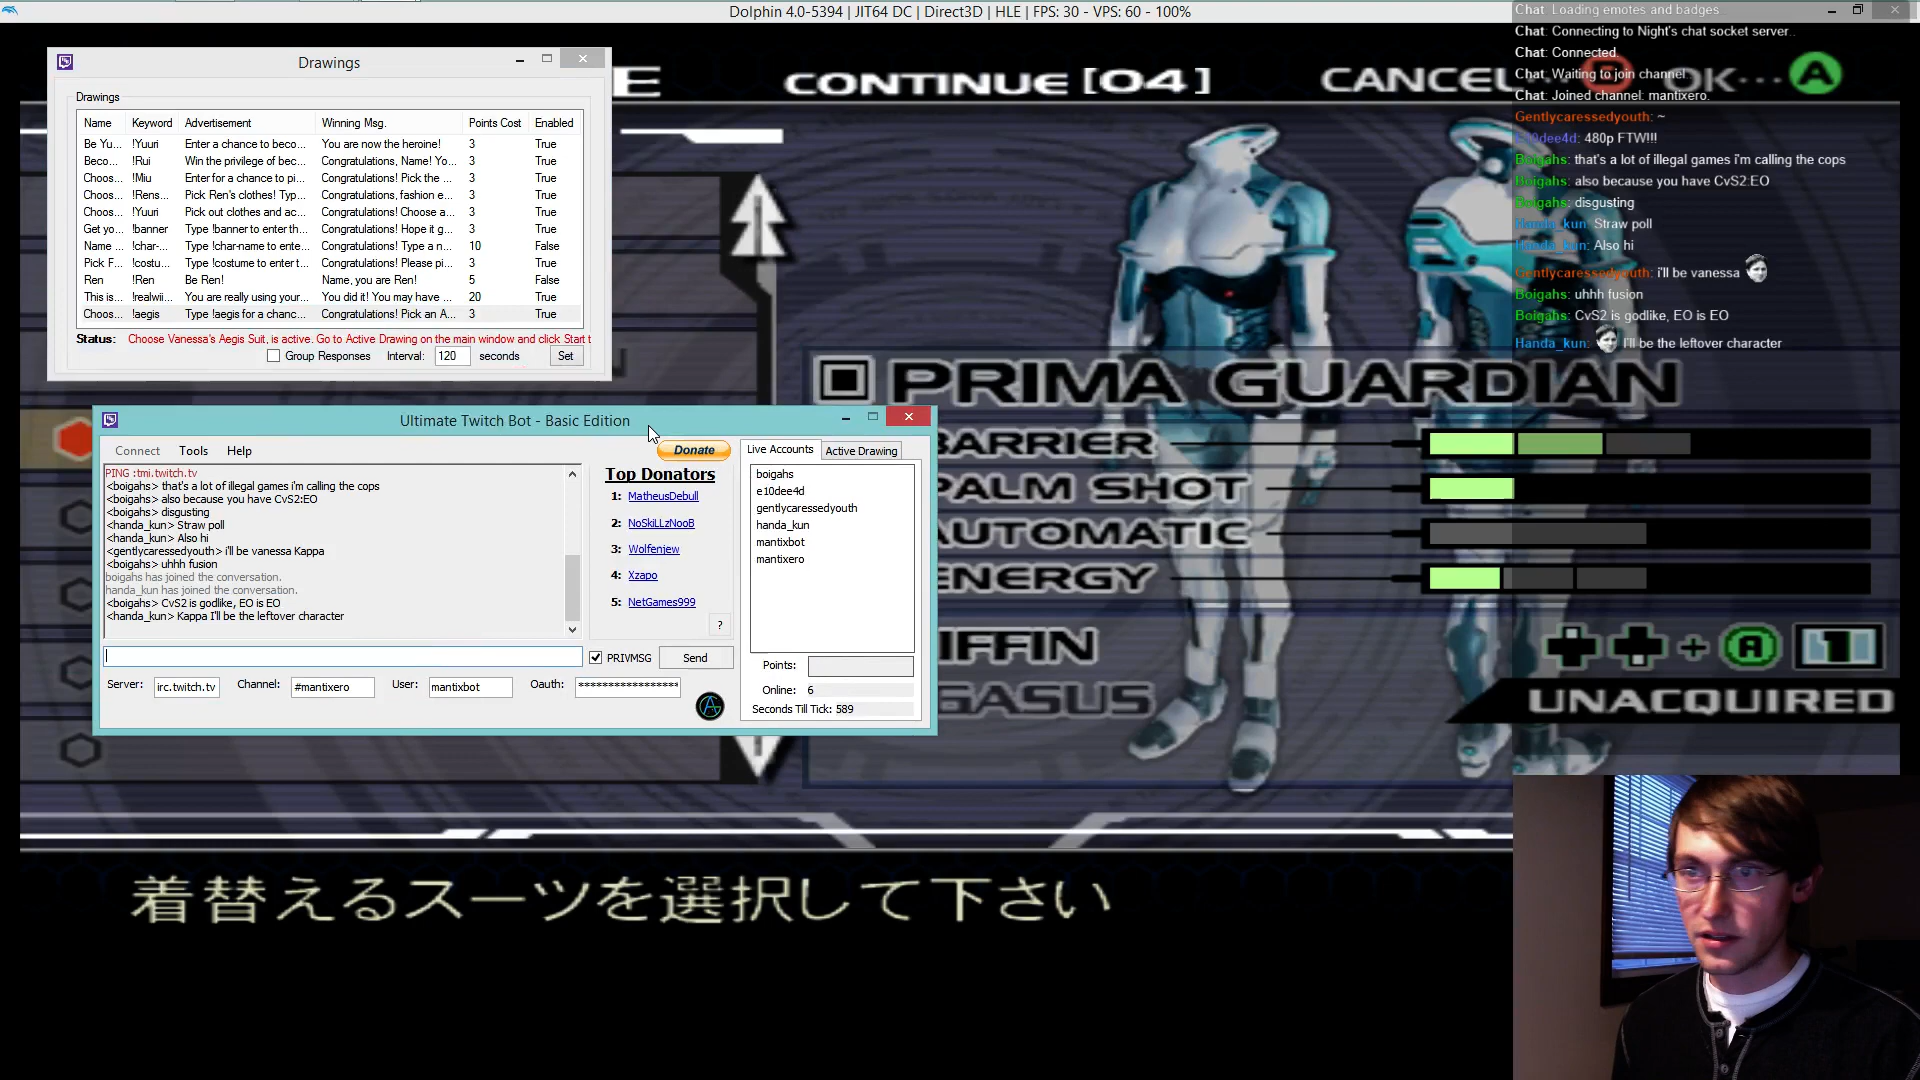 Dolphin 4.0-5394 | JIT64 DC | Direct3D | HLE | FPS: 30 - VPS: 60 - 100%
CONTINUE [04]
CANCEL... B OK... A
Drawings
Drawings
Name Keyword Advertisement Winning Msg. Points Cost Enabled
Be Yu... !Yuuri Enter a chance to beco... You are now the heroine! 3 True
Beco... !Rui Win the privilege of bec... Congratulations, Name! Yo... 3 True
Choos... !Miu Enter for a chance to pi... Congratulations! Pick the ... 3 True
Choos... !Rens... Pick Ren's clothes! Typ... Congratulations, fashion e... 3 True
Choos... !Yuuri Pick out clothes and ac... Congratulations! Choose a... 3 True
Get yo... !banner Type !banner to enter th... Congratulations! Hope it g... 3 True
Name ... !char-... Type !char-name to ente... Congratulations! Type a n... 10 False
Pick F... !costu... Type !costume to enter t... Congratulations! Please pi... 3 True
Ren !Ren Be Ren! Name, you are Ren! 5 False
This is... !realwii... You are really using your... You did it! You may have ... 20 True
Choos... !aegis Type !aegis for a chanc... Congratulations! Pick an A... 3 True
Status: Choose Vanessa's Aegis Suit, is active. Go to Active Drawing on the main window and click Start t
Group Responses Interval: 120 seconds Set
Ultimate Twitch Bot - Basic Edition
Connect Tools Help
Donate
PING :tmi.twitch.tv
<boigahs> that's a lot of illegal games i'm calling the cops
<boigahs> also because you have CvS2:EO
<boigahs> disgusting
<handa_kun> Straw poll
<handa_kun> Also hi
<gentlycaressedyouth> i'll be vanessa Kappa
<boigahs> uhhh fusion
boigahs has joined the conversation.
handa_kun has joined the conversation.
<boigahs> CvS2 is godlike, EO is EO
<handa_kun> Kappa I'll be the leftover character
Top Donators
1: MatheusDebull
2: NoSkiLLzNooB
3: Wolfenjew
4: Xzapo
5: NetGames999
?
PRIVMSG Send
Server: irc.twitch.tv Channel: #mantixero User: mantixbot Oauth: ******************
Live Accounts Active Drawing
boigahs
e10dee4d
gentlycaressedyouth
handa_kun
mantixbot
mantixero
Points:
Online: 6
Seconds Till Tick: 589
Chat: Loading emotes and badges
Chat: Connecting to Night's chat socket server..
Chat: Connected.
Chat: Waiting to join channel
Chat: Joined channel: mantixero.
Gentlycaressedyouth: ~
E10dee4d: 480p FTW!!!
Boigahs: that's a lot of illegal games i'm calling the cops
Boigahs: also because you have CvS2:EO
Boigahs: disgusting
Handa_kun: Straw poll
Handa_kun: Also hi
Gentlycaressedyouth: i'll be vanessa
Boigahs: uhhh fusion
Boigahs: CvS2 is godlike, EO is EO
Handa_kun: I'll be the leftover character
PRIMA GUARDIAN
BARRIER
PALM SHOT
AUTOMATIC
ENERGY
IFFIN
GASUS
+ A
UNACQUIRED
着替えるスーツを選択して下さい